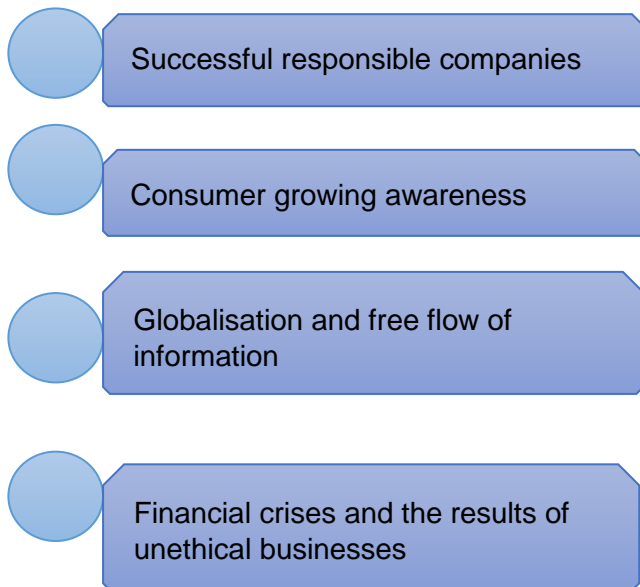 Successful responsible companies
Consumer growing awareness
Globalisation and free flow of
information
Financial crises and the results of
unethical businesses